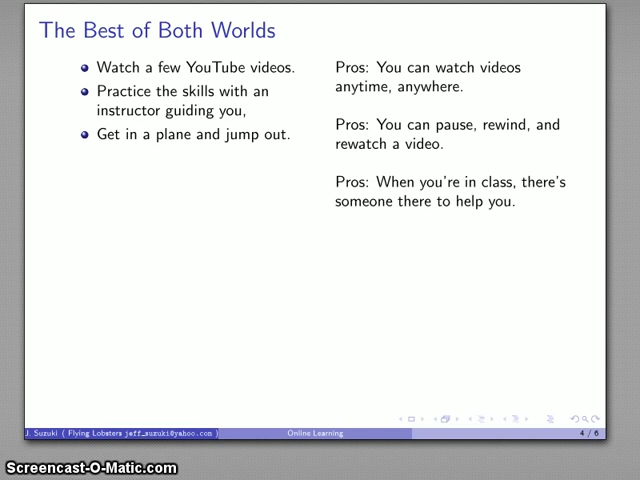 The Best of Both Worlds
Watch a few YouTube videos.
Practice the skills with an
instructor guiding you,
Get in a plane and jump out.
Pros: You can watch videos
anytime, anywhere.
Pros: You can pause, rewind, and
rewatch a video.
Pros: When you're in class, there's
someone there to help you.
J. Suzuki ( Flying Lobsters jeff_suzuki@yahoo.com )
Online Learning
4 / 6
Screencast-O-Matic.com